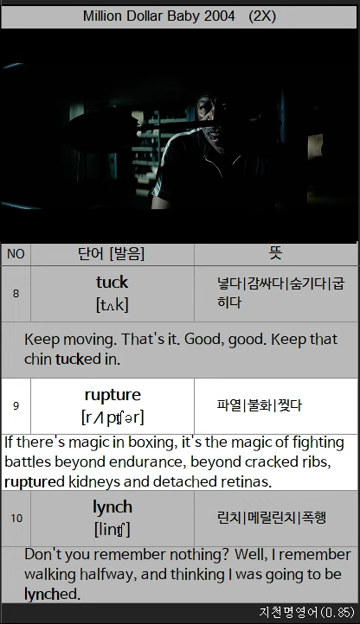 Million Dollar Baby 2004 (2X)
NO 단어 [발음] 뜻
8 tuck 넣다|감싸다|숨기다|굽
[tʌk] 히다
Keep moving. That's it. Good, good. Keep that
chin tucked in.
9 rupture 파열|불화|찢다
[rʌptʃər]
If there's magic in boxing, it's the magic of fighting
battles beyond endurance, beyond cracked ribs,
ruptured kidneys and detached retinas.
10 lynch 린치|메릴린치|폭행
[lintʃ]
Don't you remember nothing? Well, I remember
walking halfway, and thinking I was going to be
lynched.
지천명영어(0.85)